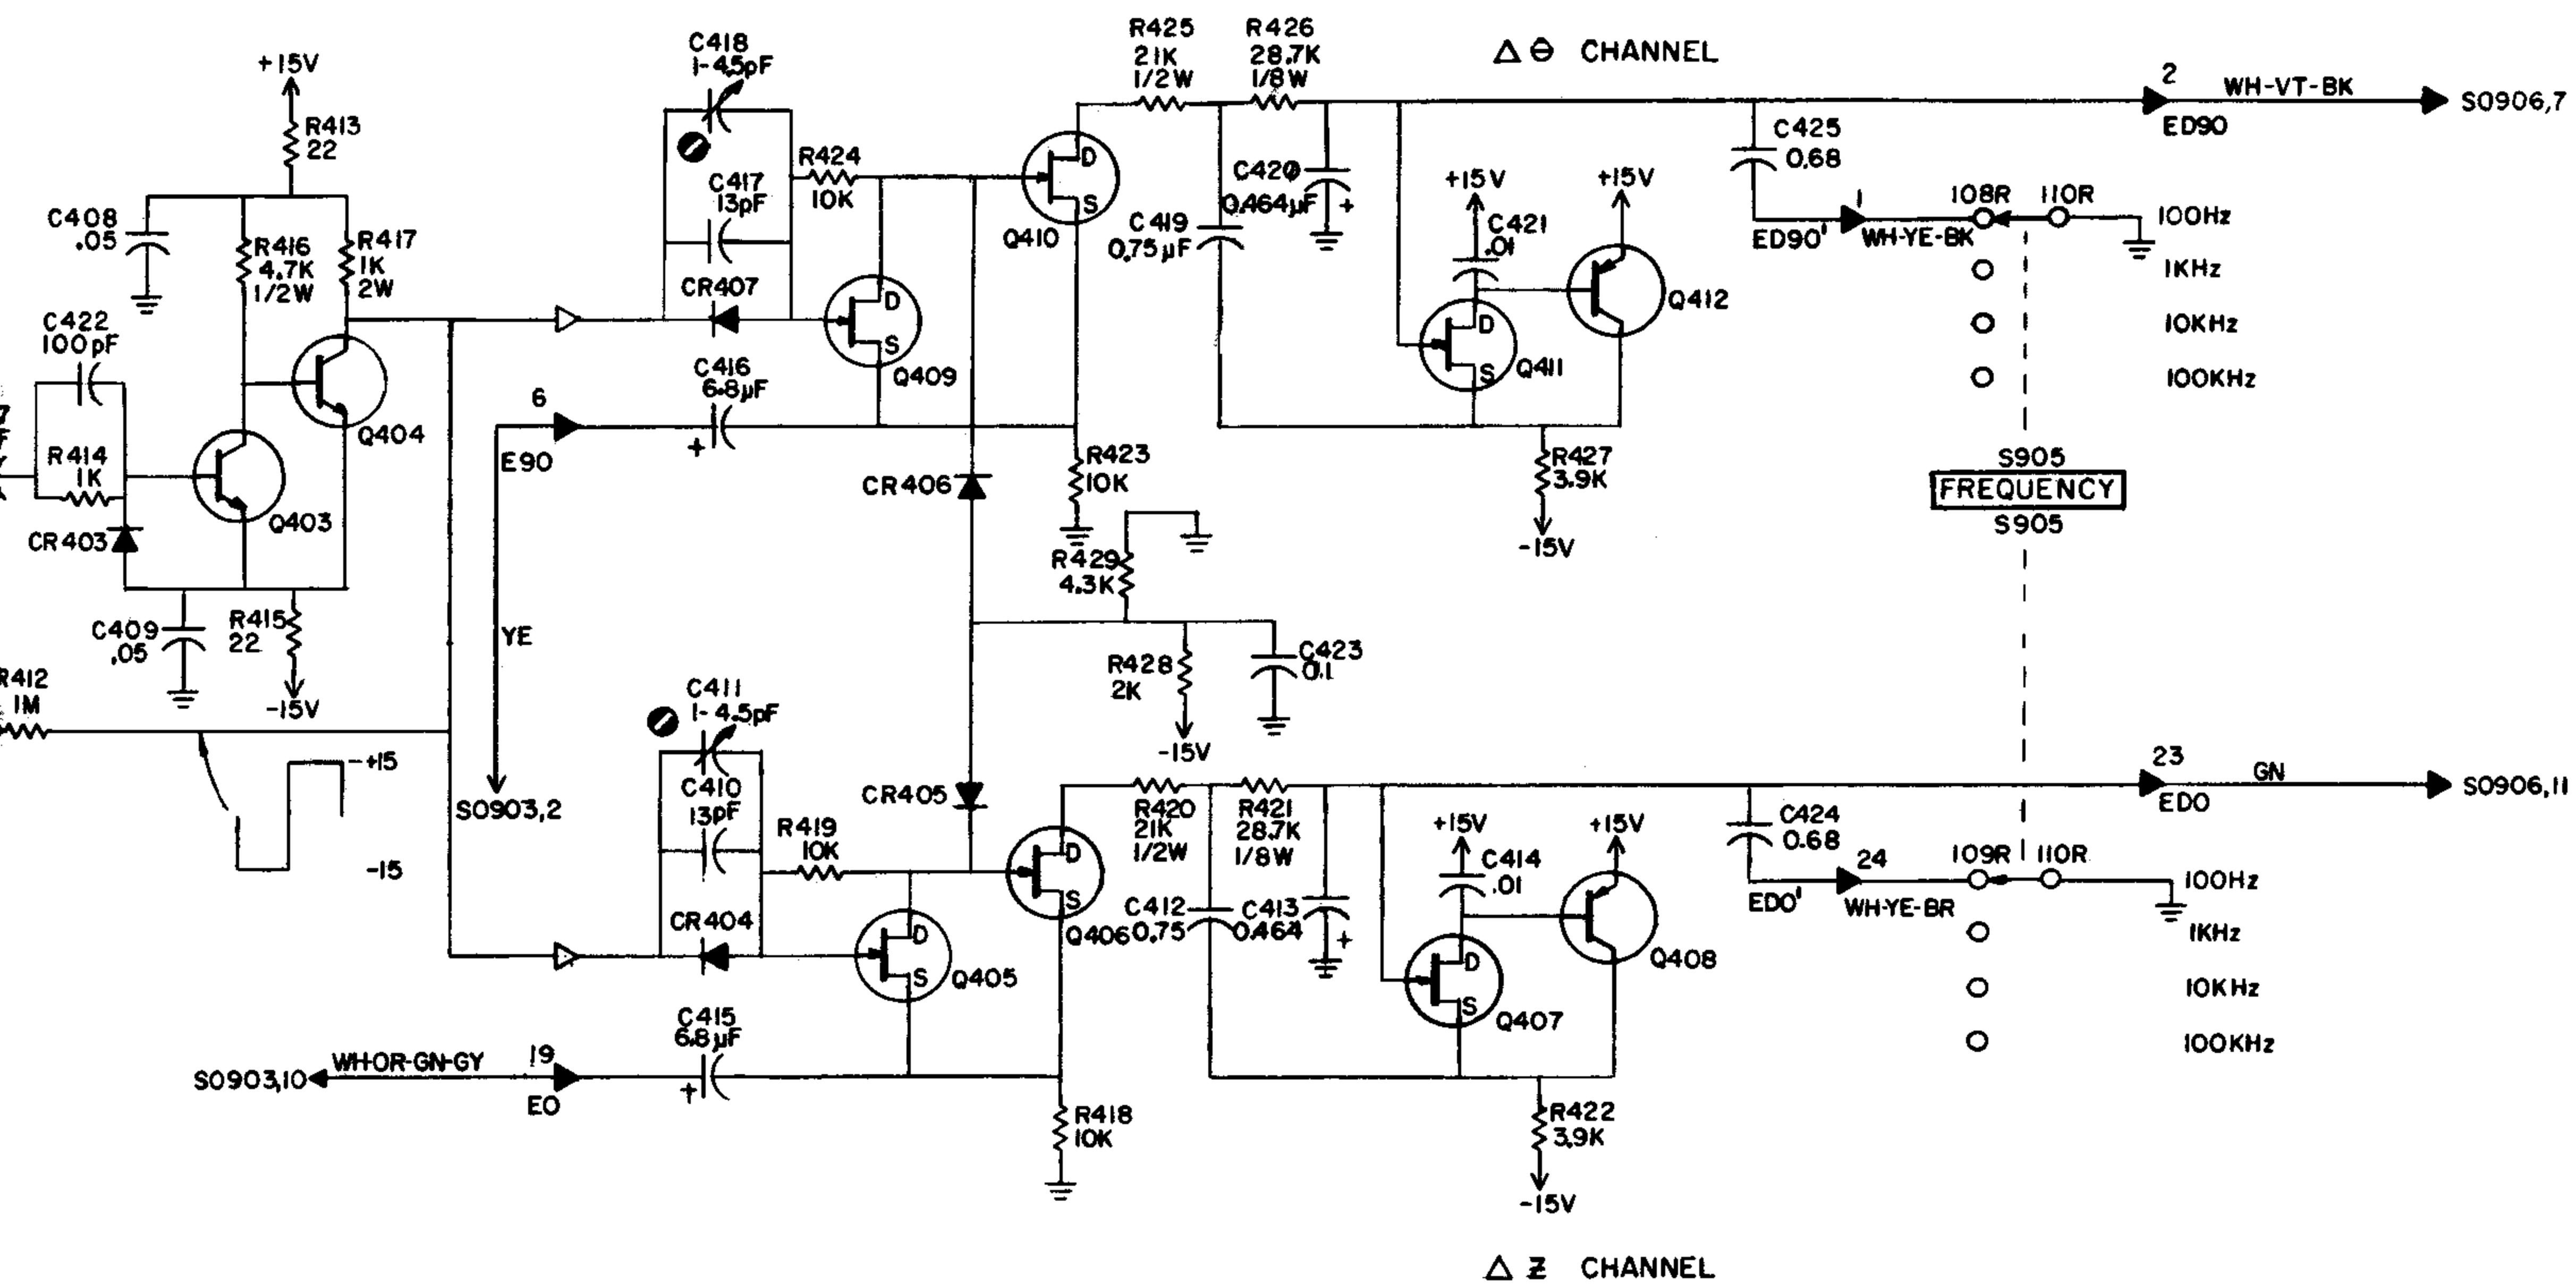 Δ θ CHANNEL
C418
1-4.5pF
R425
21K
1/2W
R426
28.7K
1/8W
2
WH-VT-BK
SO906,7
ED90
+15V
R413
22
C408
.05
R416
4.7K
1/2W
R417
1K
2W
C417
13pF
R424
10K
D
S
Q410
C420
0.464µF
+
C419
0.75µF
+15V
C421
.01
+15V
C425
0.68
1
ED90'
WH-YE-BK
108R
110R
100Hz
1KHz
10KHz
100KHz
C422
100pF
CR407
D
S
Q409
D
S
Q411
Q412
Q404
C416
6.8µF
+
6
E90
R414
1K
Q403
CR403
CR406
R423
10K
R427
3.9K
-15V
S905
FREQUENCY
S905
C409
.05
R415
22
-15V
YE
R429
4.3K
R428
2K
-15V
C423
0.1
R412
1M
+15
-15
SO903,2
C411
1-4.5pF
C410
13pF
CR405
R419
10K
R420
21K
1/2W
R421
28.7K
1/8W
23
GN
SO906,11
EDO
CR404
D
S
Q405
D
S
Q406
C412
0.75
C413
0.464
+
+15V
C414
.01
+15V
D
S
Q407
Q408
C424
0.68
24
EDO'
WH-YE-BR
109R
110R
100Hz
1KHz
10KHz
100KHz
C415
6.8µF
+
SO903,10
WH-OR-GN-GY
19
EO
R418
10K
R422
3.9K
-15V
Δ Z CHANNEL